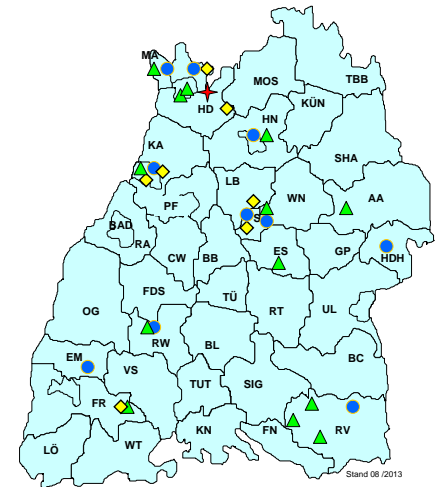 MA
MOS
TBB
HD
KÜN
HN
KA
SHA
LB
WN
AA
PF
S
BAD
RA
CW
BB
ES
GP
HDH
FDS
TÜ
RT
UL
OG
RW
BL
EM
VS
BC
TUT
SIG
FR
KN
FN
RV
LÖ
WT
Stand 08 /2013